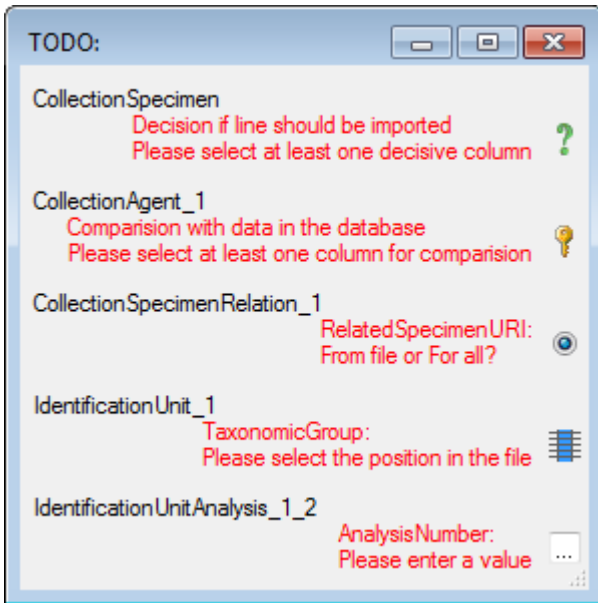 TODO:
CollectionSpecimen
Decision if line should be imported
Please select at least one decisive column
?
CollectionAgent_1
Comparision with data in the database
Please select at least one column for comparision
CollectionSpecimenRelation_1
RelatedSpecimenURI:
From file or For all?
IdentificationUnit_1
TaxonomicGroup:
Please select the position in the file
IdentificationUnitAnalysis_1_2
AnalysisNumber:
Please enter a value
...